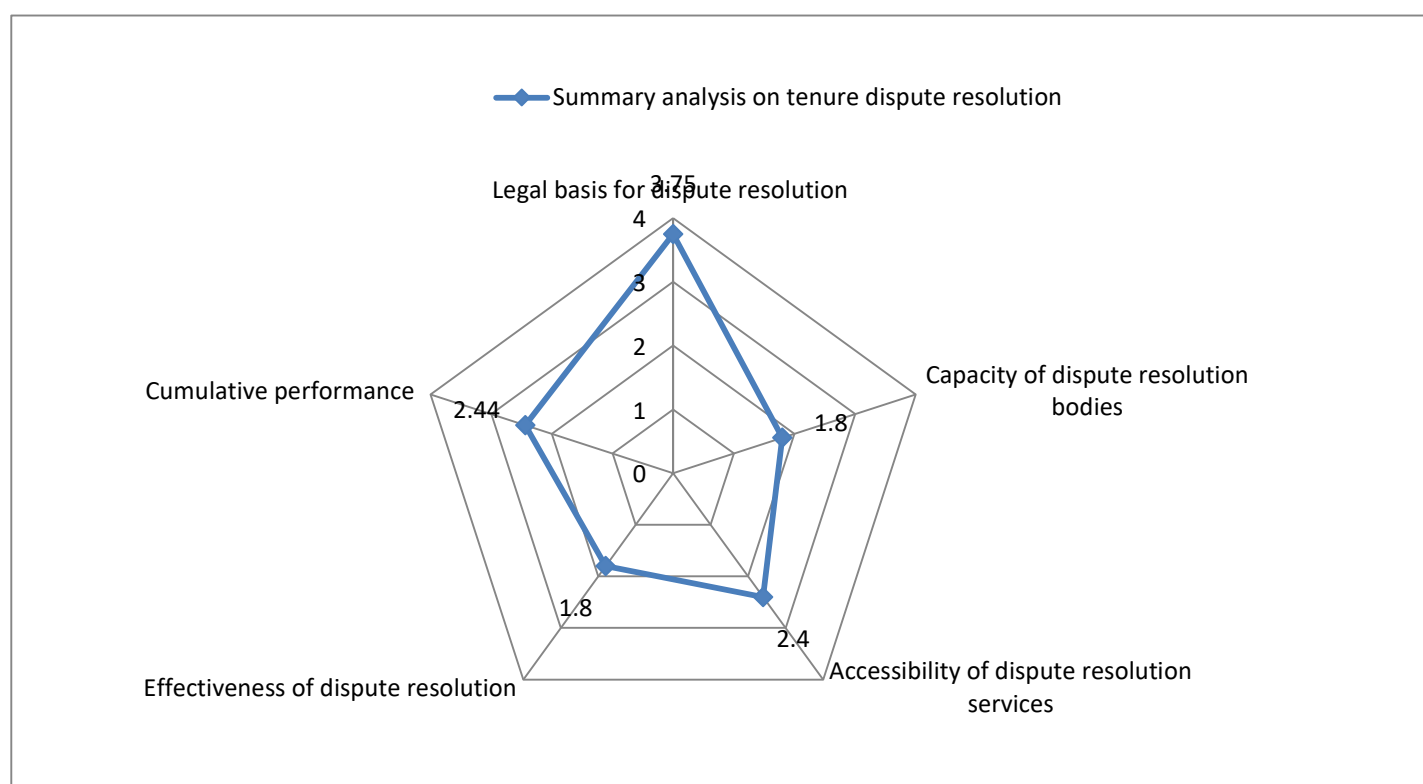 Summary analysis on tenure dispute resolution
3.75
Legal basis for dispute resolution
4
3
2
1
0
Capacity of dispute resolution
bodies
1.8
Cumulative performance
2.44
1.8
2.4
Effectiveness of dispute resolution
Accessibility of dispute resolution
services